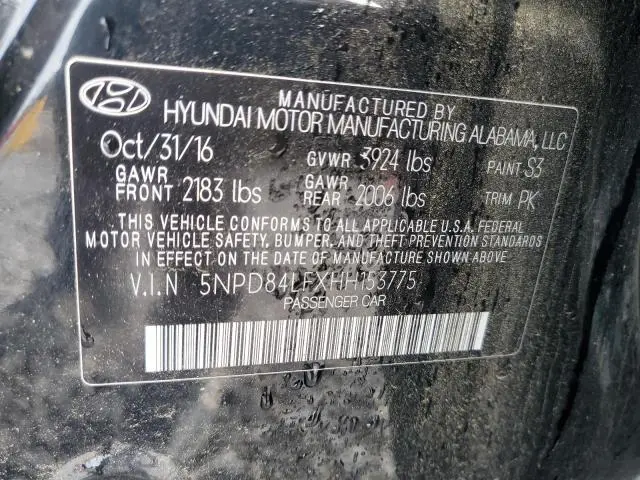 MANUFACTURED BY
HYUNDAI MOTOR MANUFACTURING ALABAMA, LLC
Oct/31/16 GVWR 3924 lbs PAINT S3
GAWR FRONT 2183 lbs GAWR REAR 2006 lbs TRIM PK
THIS VEHICLE CONFORMS TO ALL APPLICABLE U.S.A. FEDERAL
MOTOR VEHICLE SAFETY, BUMPER, AND THEFT PREVENTION STANDARDS
IN EFFECT ON THE DATE OF MANUFACTURE SHOWN ABOVE.
V.I.N 5NPD84LFXHH153775
PASSENGER CAR